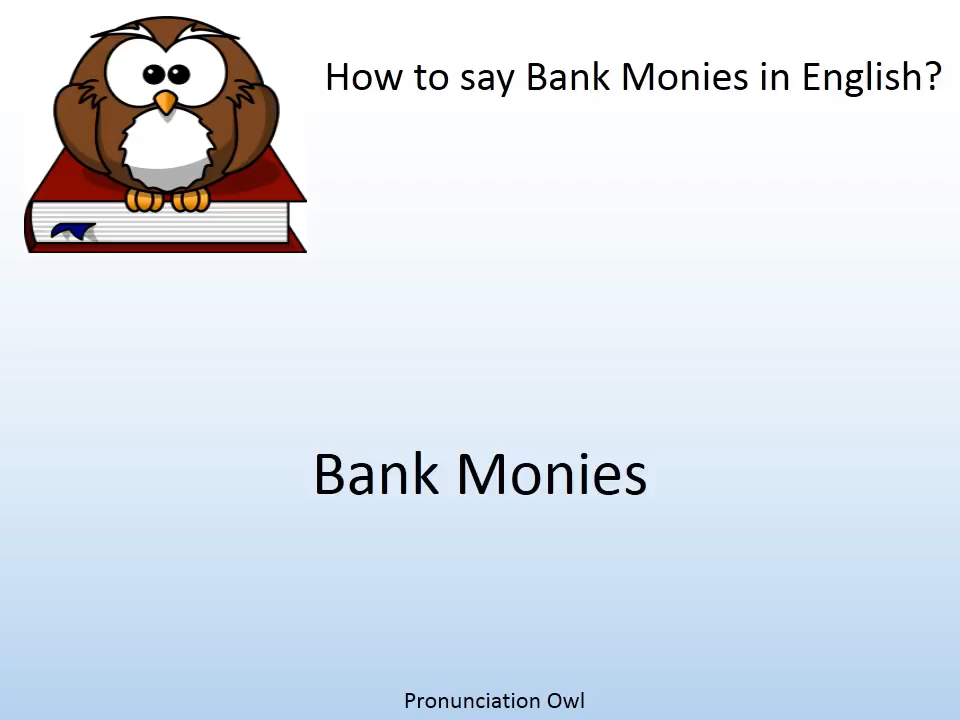 How to say Bank Monies in English?
Bank Monies
Pronunciation Owl